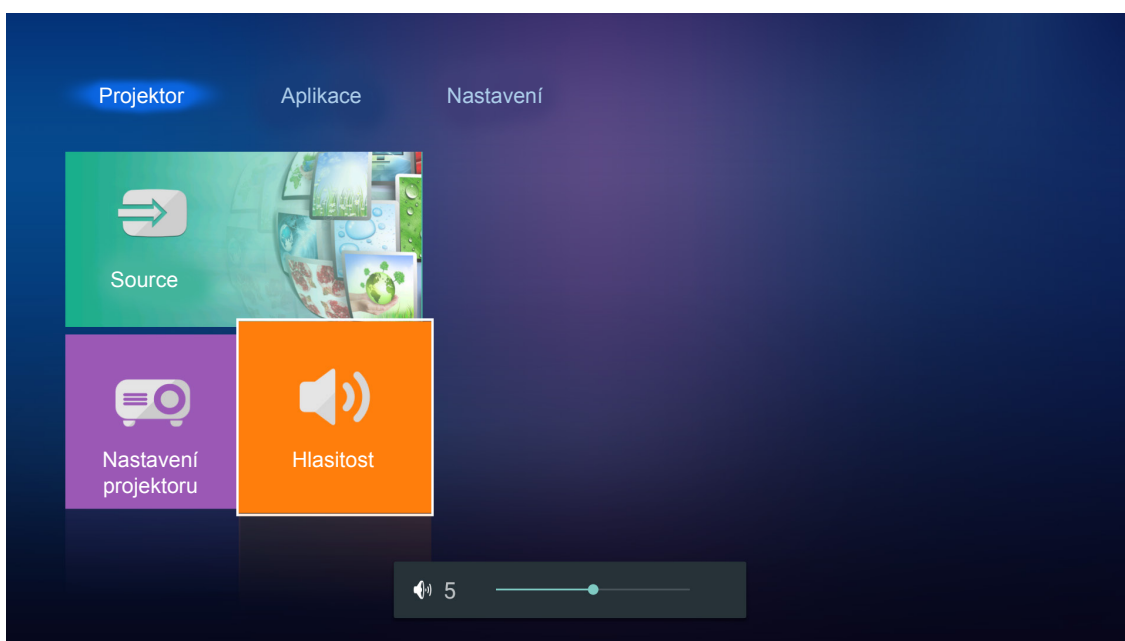 Projektor
Aplikace
Nastavení
Source
Nastavení
projektoru
Hlasitost
5